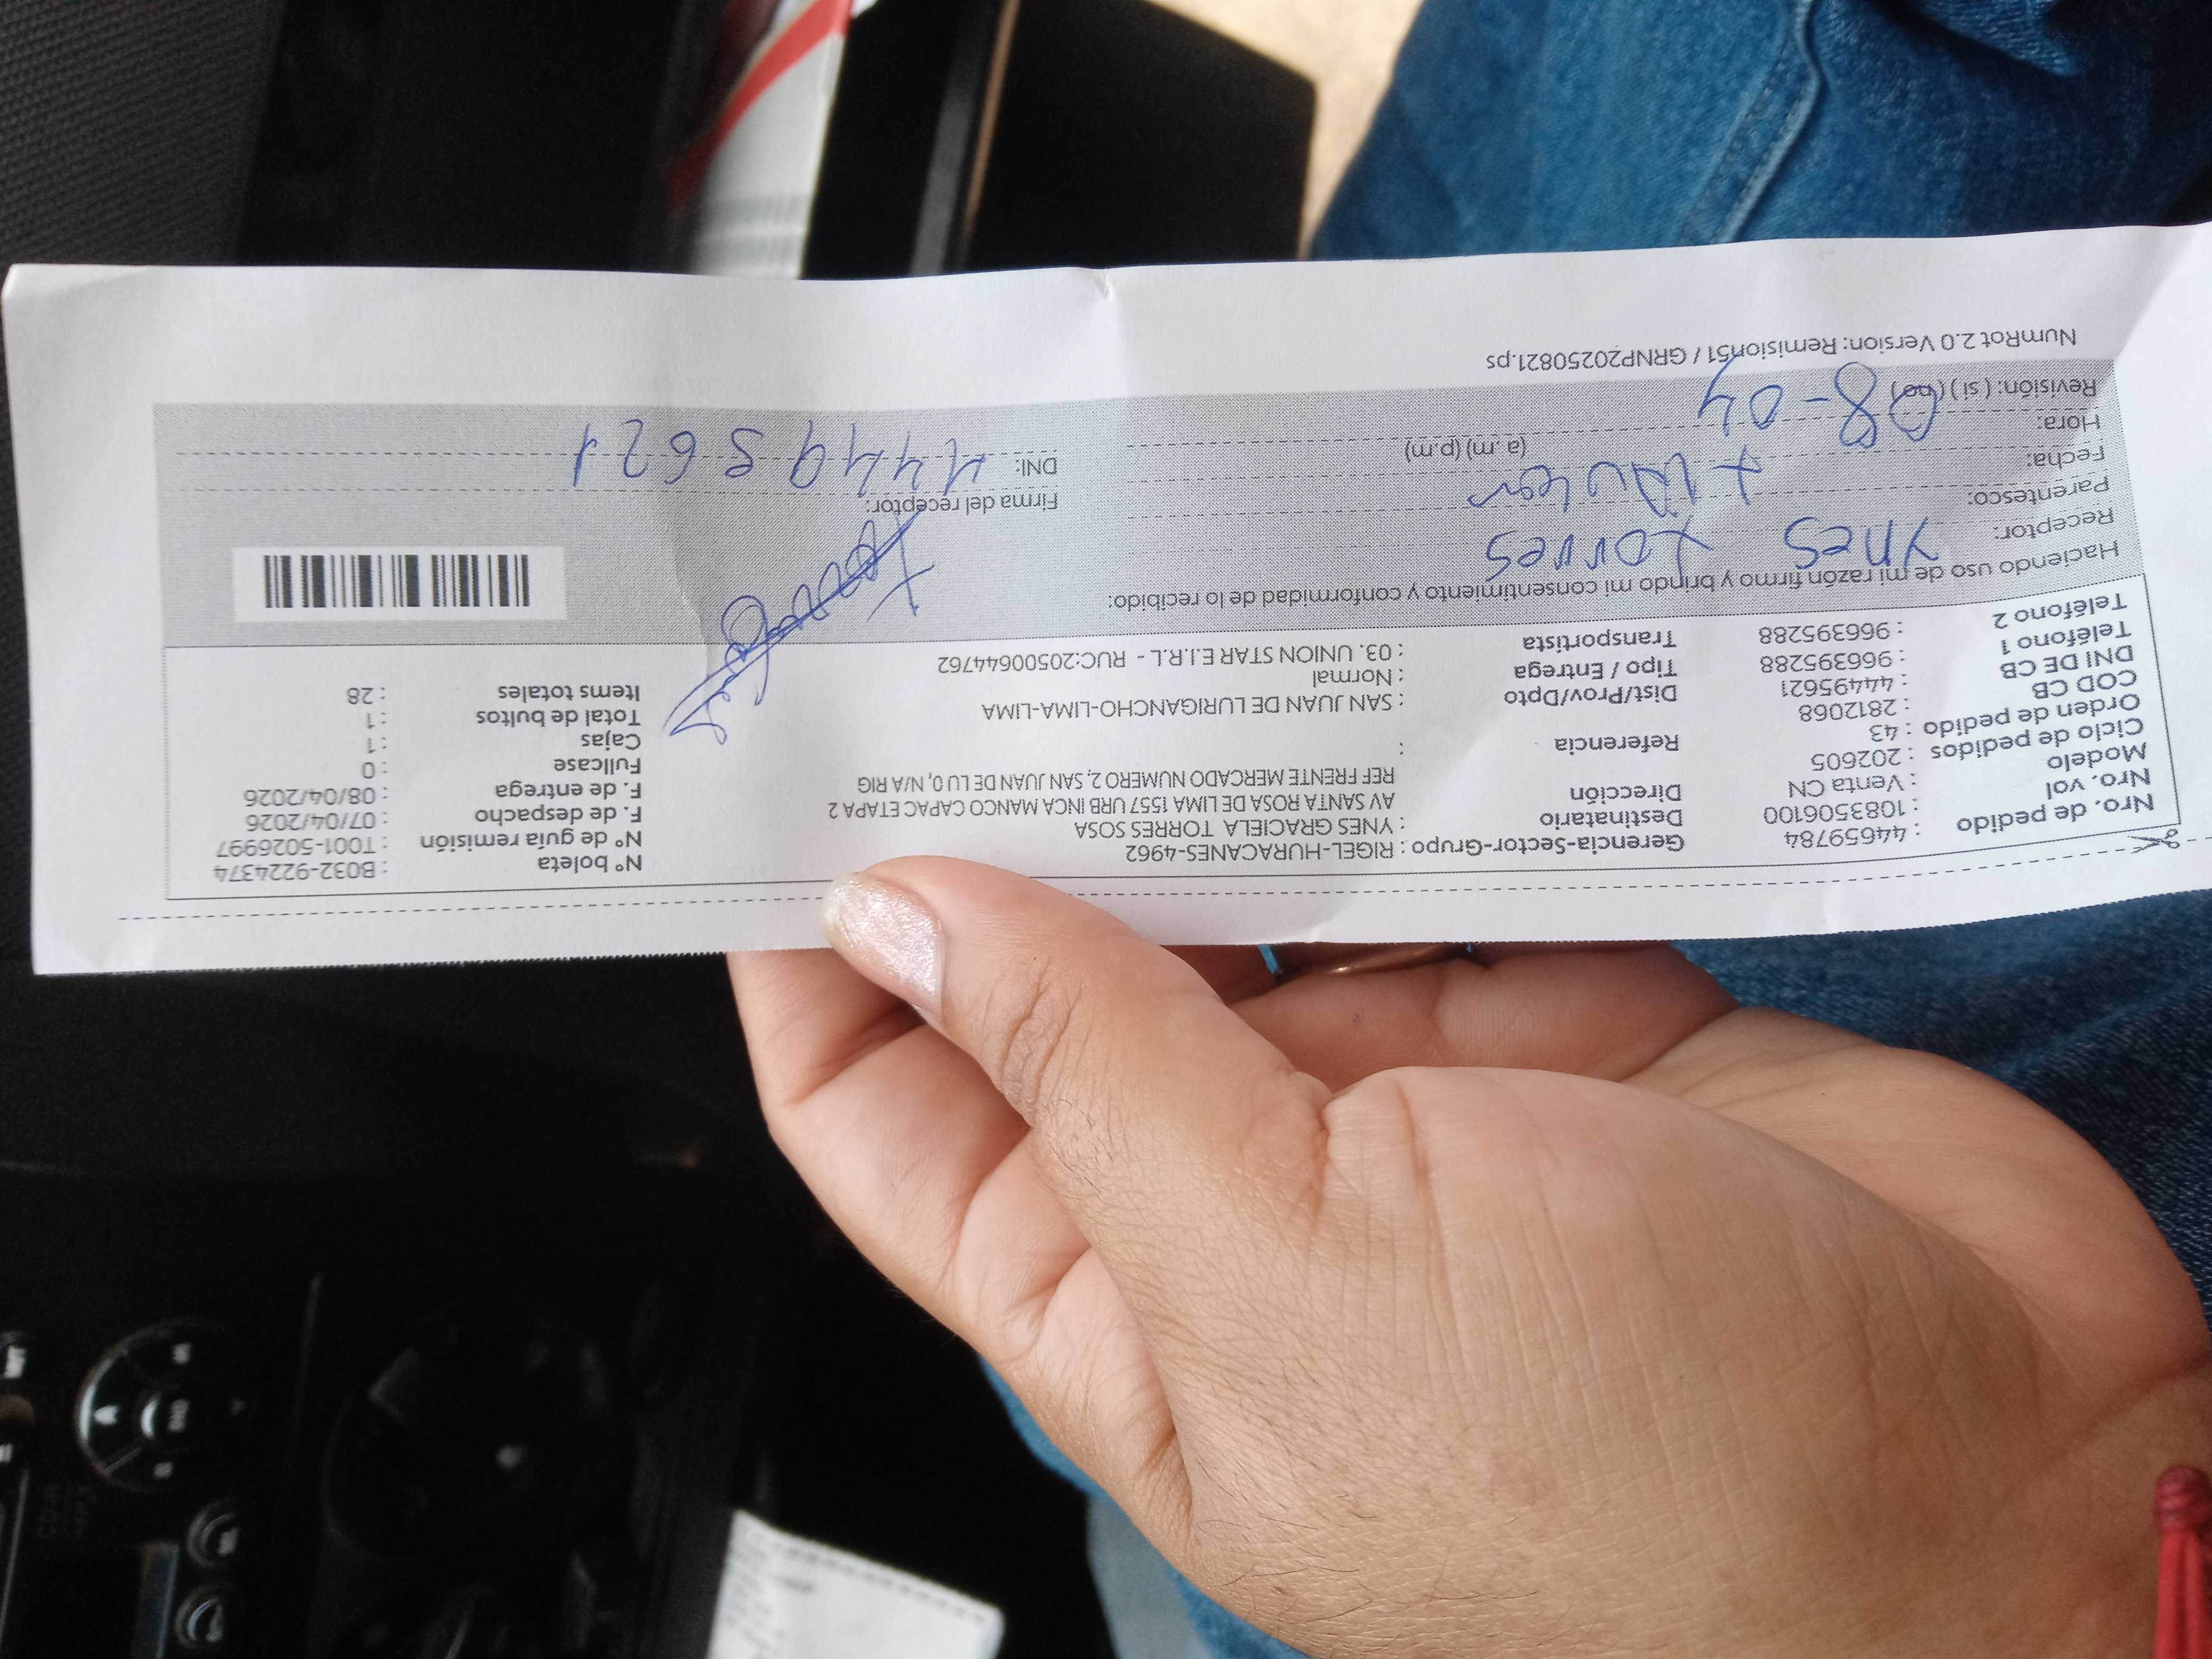 Nro. de pedido : 44659784
Nro. vol : 1083506100
Modelo : Venta CN
Ciclo de pedidos : 202605
Orden de pedido : 43
COD CB : 2812068
DNI DE CB : 44495621
Teléfono 1 : 966395288
Teléfono 2 : 966395288
Gerencia-Sector-Grupo : RIGEL-HURACANES-4962
Destinatario : YNES GRACIELA TORRES SOSA
Dirección AV SANTA ROSA DE LIMA 1557 LIMA URB INCA MANCO CAPAC ETAPA 2
REF FRENTE MERCADO NUMERO 2, SAN JUAN DE LU 0, N/A RIG
Referencia :
Dist/Prov/Dpto : SAN JUAN DE LURIGANCHO-LIMA-LIMA
Tipo / Entrega : Normal
Transportista : 03. UNION STAR E.I.R.L - RUC:20500644762
N° boleta : B032-9224374
N° de guía remisión : T001-5026997
F. de despacho : 07/04/2026
F. de entrega : 08/04/2026
Fullcase : 0
Cajas : 1
Total de bultos : 1
Items totales : 28
Haciendo uso de mi razón firmo y brindo mi consentimiento y conformidad de lo recibido:
Receptor: Ynes Torres
Parentesco:
Fecha: Titular
Hora: (a.m) (p.m)
Revisión: ( si ) ( no ) 08-04
Firma del receptor:
DNI: 44495621
NumRot 2.0 Version: Remision51 / GRNP20250821.ps